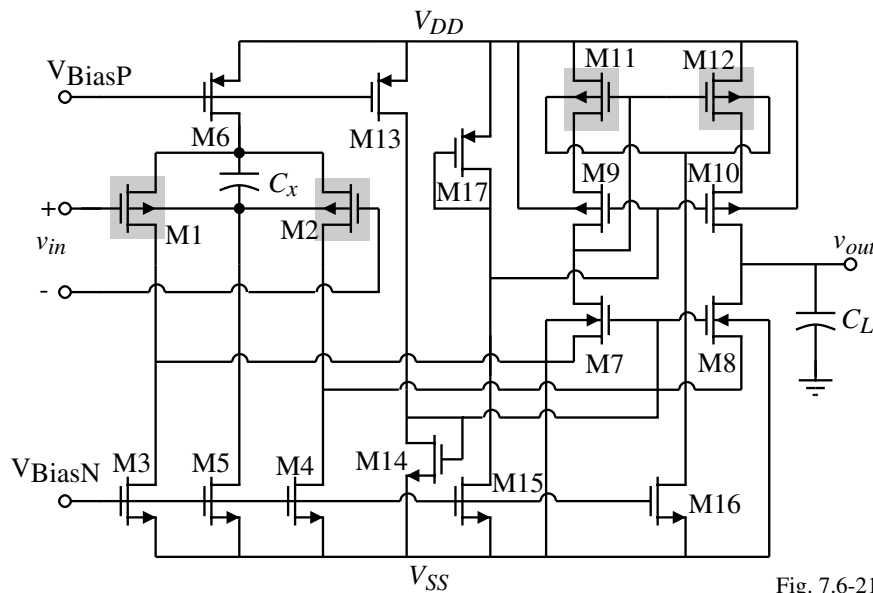 VDD
M11
M12
VBiasP
M6
M13
M17
M9
M10
Cx
+
vin
-
M1
M2
vout
CL
M7
M8
VBiasN
M3
M5
M4
M14
M15
M16
VSS
Fig. 7.6-21